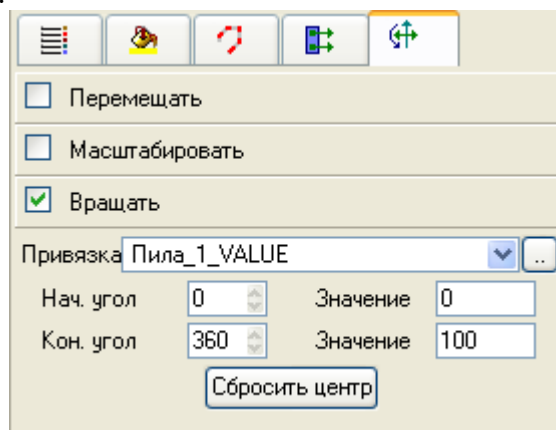 Перемещать
Масштабировать
Вращать
Привязка Пила_1_VALUE ..
Нач. угол 0 Значение 0
Кон. угол 360 Значение 100
Сбросить центр